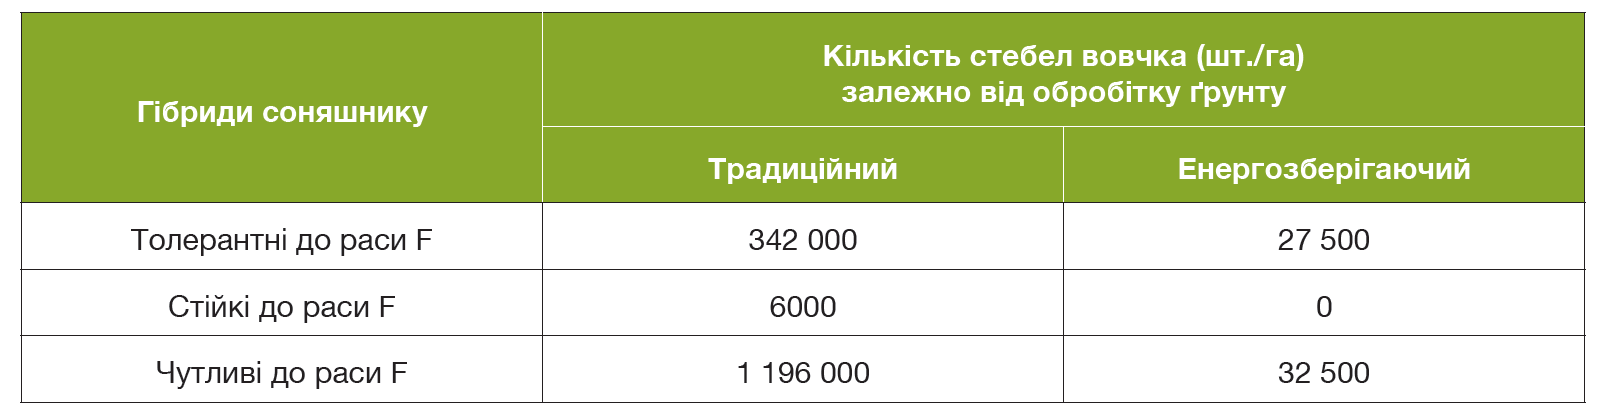 Гібриди соняшнику
Кількість стебел вовчка (шт./га)
залежно від обробітку ґрунту
Традиційний
Енергозберігаючий
Толерантні до раси F
342 000
27 500
Стійкі до раси F
6000
0
Чутливі до раси F
1 196 000
32 500